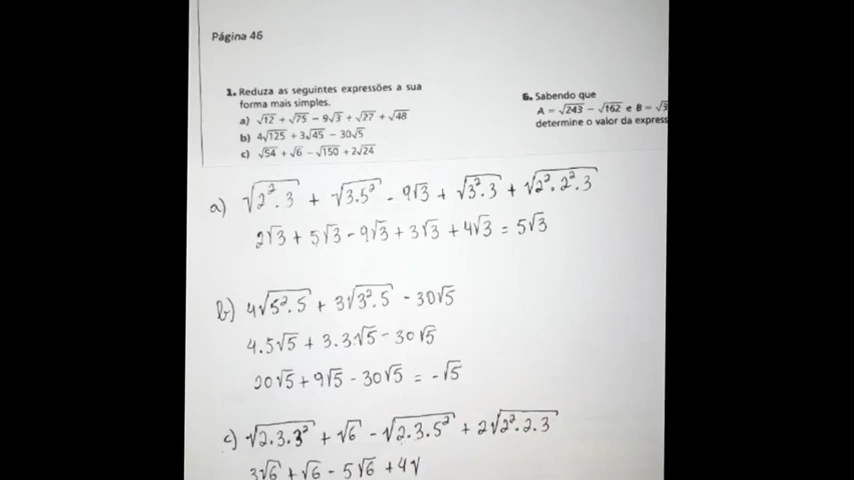 Página 46
1. Reduza as seguintes expressões a sua
forma mais simples.
a) √12 + √75 − 9√3 + √27 + √48
b) 4√125 + 3√45 − 30√5
c) √54 + √6 − √150 + 2√24
6. Sabendo que
A = √243 − √162 e B = √3
determine o valor da express
a) √2².3 + √3.5² - 9√3 + √3².3 + √2².2².3
2√3 + 5√3 - 9√3 + 3√3 + 4√3 = 5√3
b) 4√5².5 + 3√3².5 - 30√5
4.5√5 + 3.3√5 - 30√5
20√5 + 9√5 - 30√5 = -√5
c) √2.3.3² + √6 - √2.3.5² + 2√2².2.3
3√6 + √6 - 5√6 + 4√